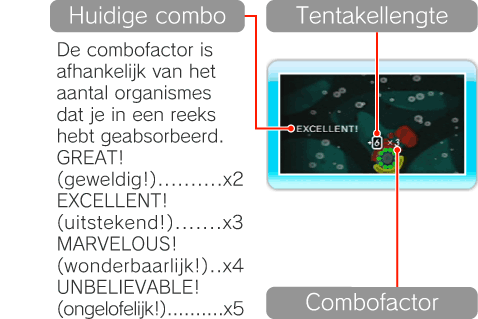 Huidige combo
Tentakellengte
De combofactor is
afhankelijk van het
aantal organismes
dat je in een reeks
hebt geabsorbeerd.
GREAT!
(geweldig!)..........x2
EXCELLENT!
(uitstekend!).......x3
MARVELOUS!
(wonderbaarlijk!)..x4
UNBELIEVABLE!
(ongelofelijk!)..........x5
EXCELLENT!
+6 ×3
Combofactor